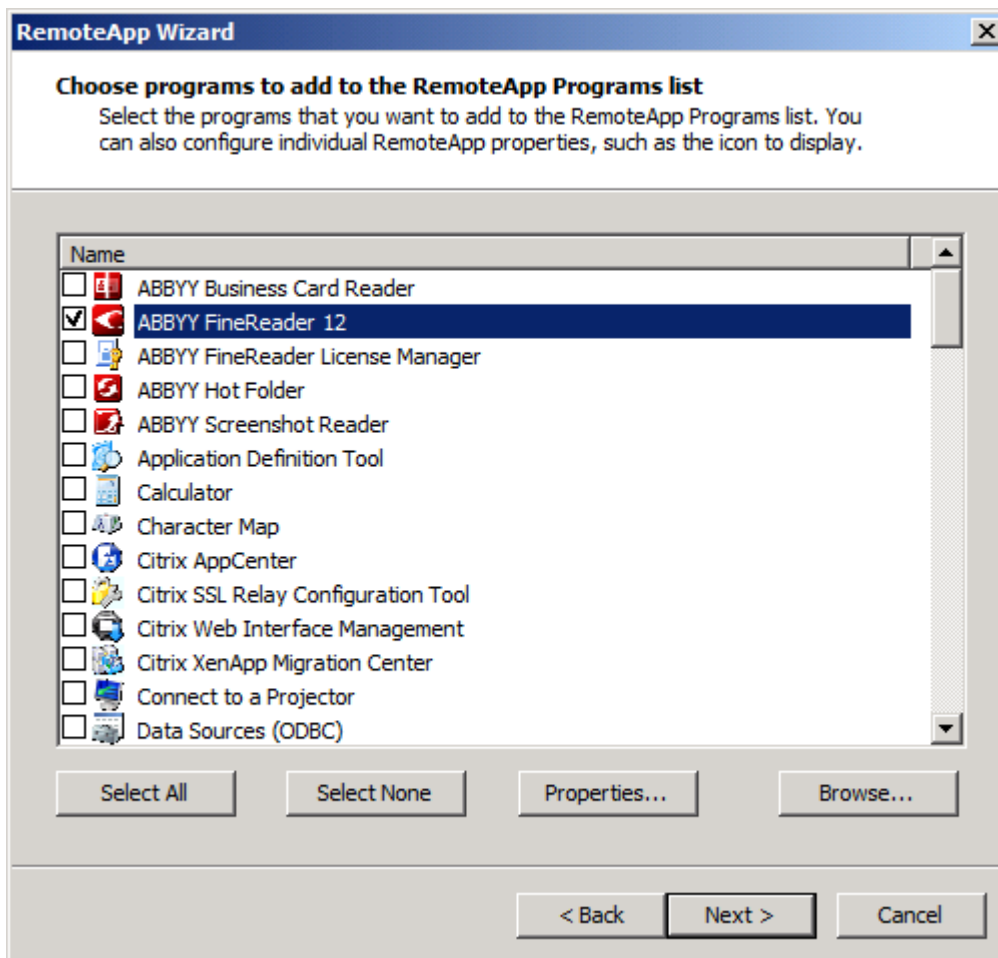 RemoteApp Wizard
Choose programs to add to the RemoteApp Programs list
Select the programs that you want to add to the RemoteApp Programs list. You
can also configure individual RemoteApp properties, such as the icon to display.
Name
ABBYY Business Card Reader
ABBYY FineReader 12
ABBYY FineReader License Manager
ABBYY Hot Folder
ABBYY Screenshot Reader
Application Definition Tool
Calculator
Character Map
Citrix AppCenter
Citrix SSL Relay Configuration Tool
Citrix Web Interface Management
Citrix XenApp Migration Center
Connect to a Projector
Data Sources (ODBC)
Select All Select None Properties... Browse...
< Back Next > Cancel